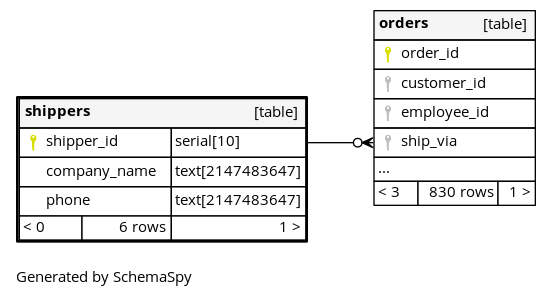 orders [table]
order_id
customer_id
employee_id
ship_via
...
< 3 830 rows 1 >
shippers [table]
shipper_id serial[10]
company_name text[2147483647]
phone text[2147483647]
< 0 6 rows 1 >
Generated by SchemaSpy